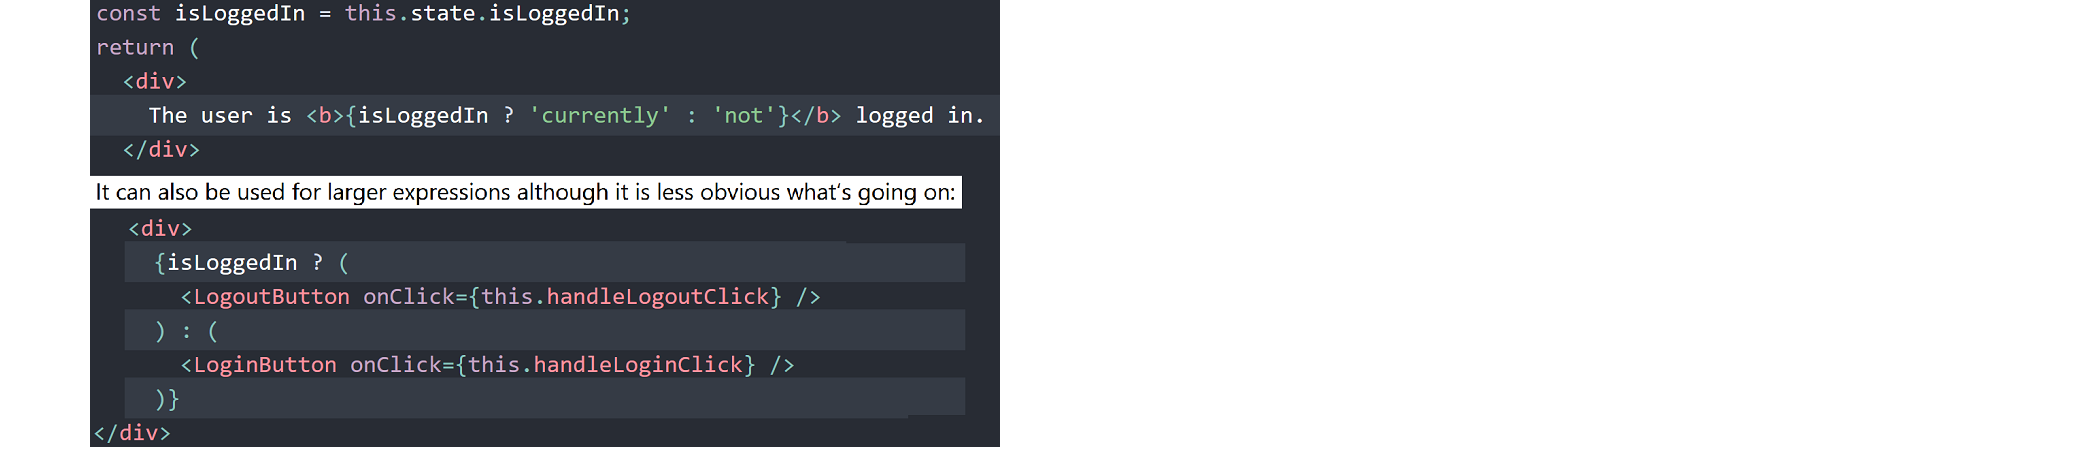 const isLoggedIn = this.state.isLoggedIn;
return (
<div>
The user is <b>{isLoggedIn ? 'currently' : 'not'}</b> logged in.
</div>
It can also be used for larger expressions although it is less obvious what’s going on:
<div>
{isLoggedIn ? (
<LogoutButton onClick={this.handleLogoutClick} />
) : (
<LoginButton onClick={this.handleLoginClick} />
)}
</div>